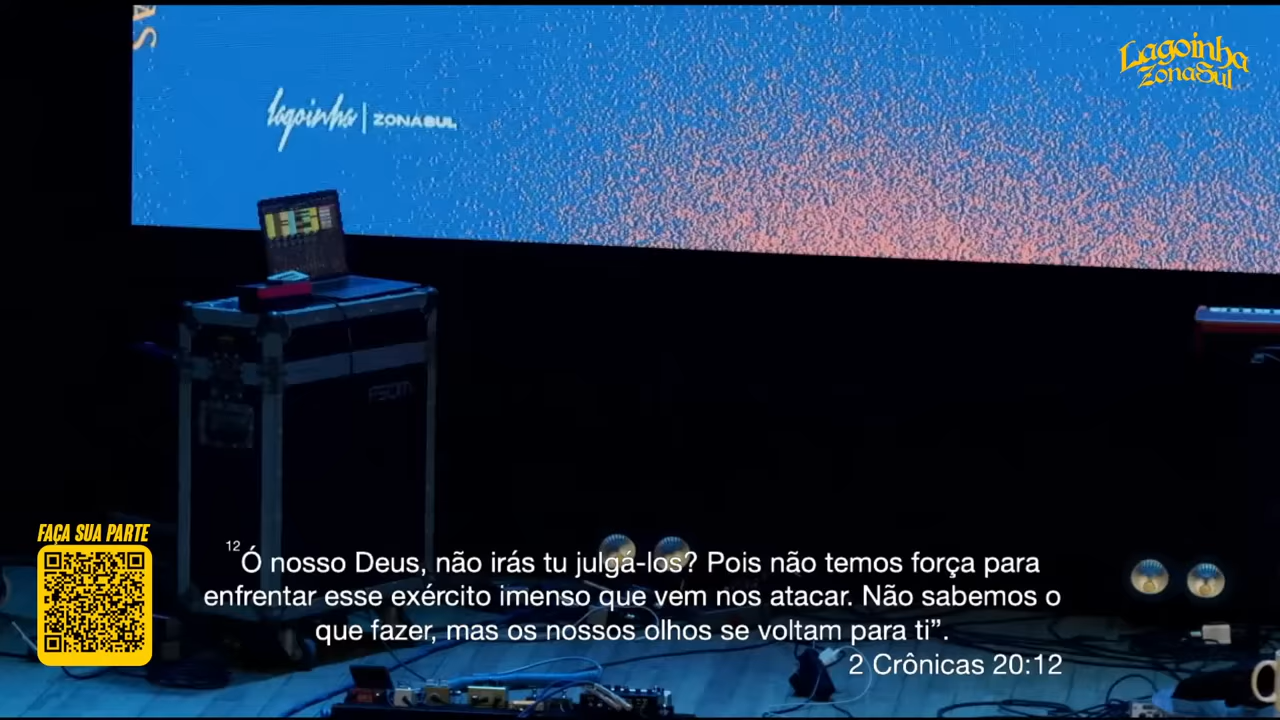 Lagoinha
ZonaSul
lagoinha | ZONASUL
FAÇA SUA PARTE
12 Ó nosso Deus, não irás tu julgá-los? Pois não temos força para
enfrentar esse exército imenso que vem nos atacar. Não sabemos o
que fazer, mas os nossos olhos se voltam para ti”.
2 Crônicas 20:12